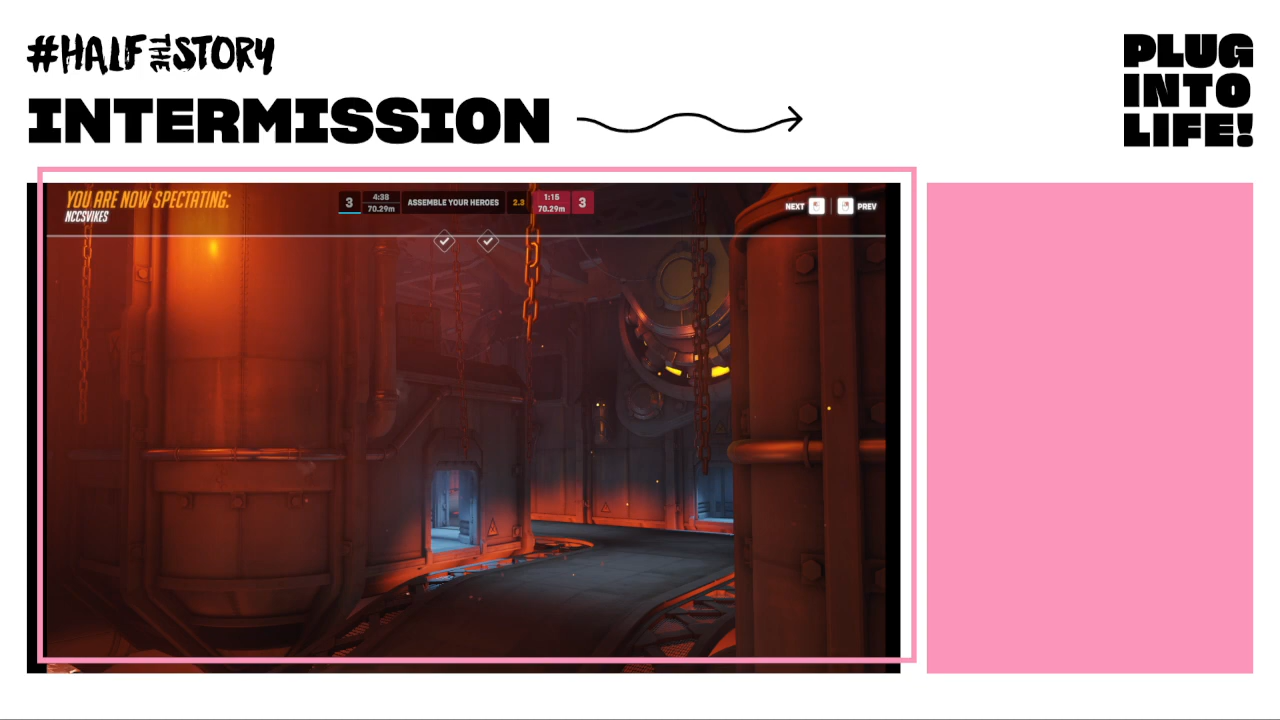 #HALF THE STORY
INTERMISSION
PLUG
INTO
LIFE!
YOU ARE NOW SPECTATING:
NCCSVIKES
3
4:38
70.29m
ASSEMBLE YOUR HEROES
2.3
1:15
70.29m
3
NEXT
PREV